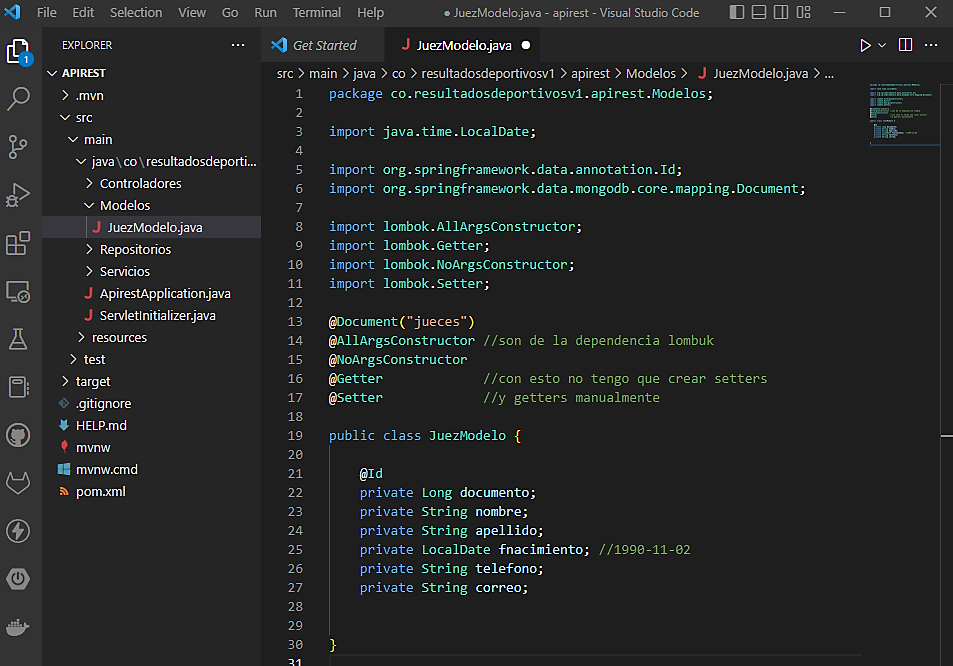 File Edit Selection View Go Run Terminal Help
● JuezModelo.java - apirest - Visual Studio Code
1
EXPLORER ...
APIREST
.mvn
src
main
java\co\resultadosdeporti...
Controladores
Modelos
JuezModelo.java
Repositorios
Servicios
ApirestApplication.java
ServletInitializer.java
resources
test
target
.gitignore
HELP.md
mvnw
mvnw.cmd
pom.xml
Get Started
JuezModelo.java ●
src > main > java > co > resultadosdeportivosv1 > apirest > Modelos > JuezModelo.java > ...
1 package co.resultadosdeportivosv1.apirest.Modelos;
2
3 import java.time.LocalDate;
4
5 import org.springframework.data.annotation.Id;
6 import org.springframework.data.mongodb.core.mapping.Document;
7
8 import lombok.AllArgsConstructor;
9 import lombok.Getter;
10 import lombok.NoArgsConstructor;
11 import lombok.Setter;
12
13 @Document("jueces")
14 @AllArgsConstructor //son de la dependencia lombuk
15 @NoArgsConstructor
16 @Getter //con esto no tengo que crear setters
17 @Setter //y getters manualmente
18
19 public class JuezModelo {
20
21 @Id
22 private Long documento;
23 private String nombre;
24 private String apellido;
25 private LocalDate fnacimiento; //1990-11-02
26 private String telefono;
27 private String correo;
28
29
30 }
31